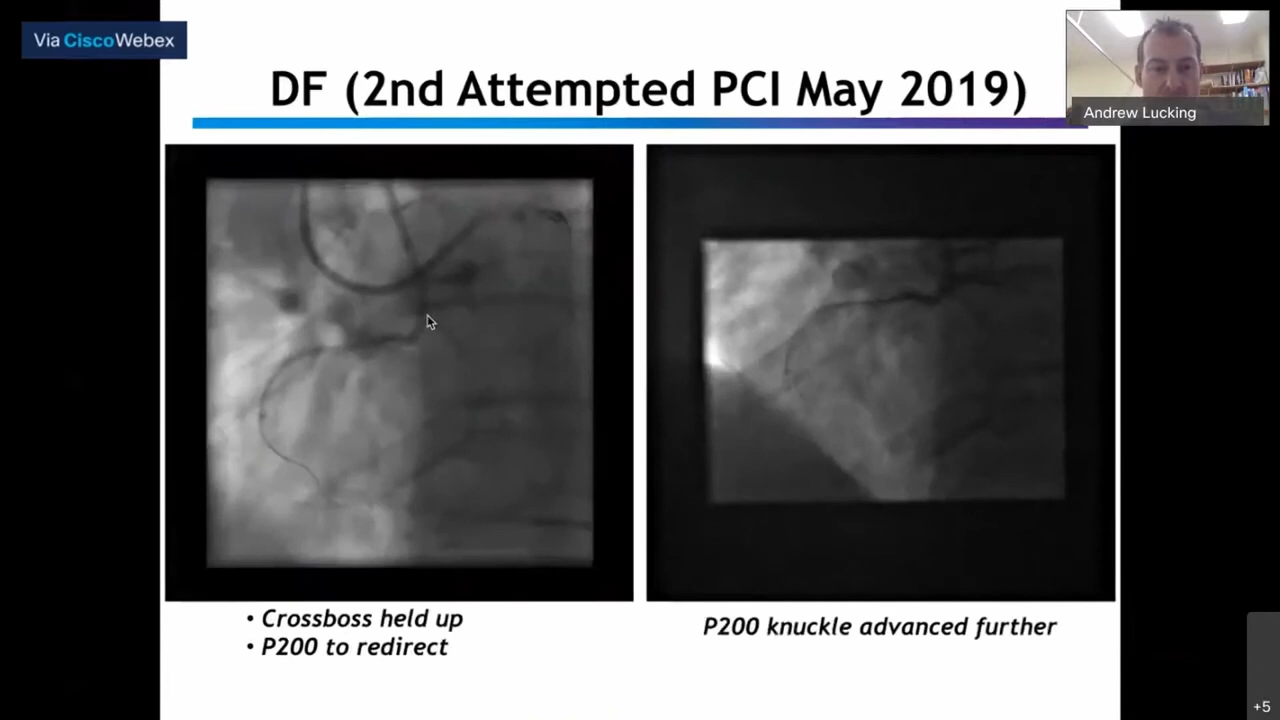 Via CiscoWebex
DF (2nd Attempted PCI May 2019)
Andrew Lucking
• Crossboss held up
• P200 to redirect
P200 knuckle advanced further
+5